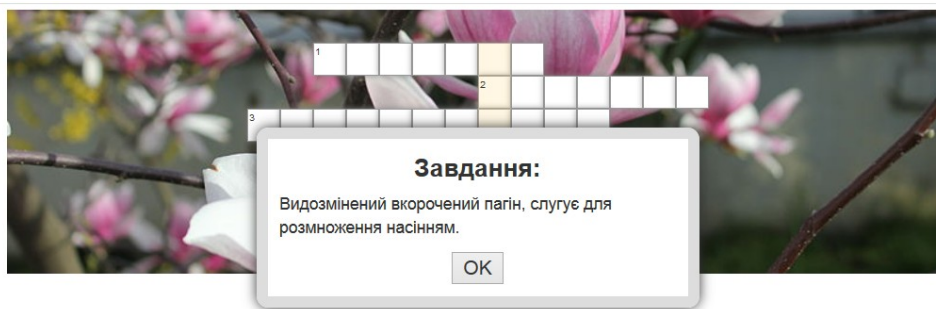 1
2
3
Завдання:
Видозмінений вкорочений пагін, слугує для
розмноження насінням.
OK